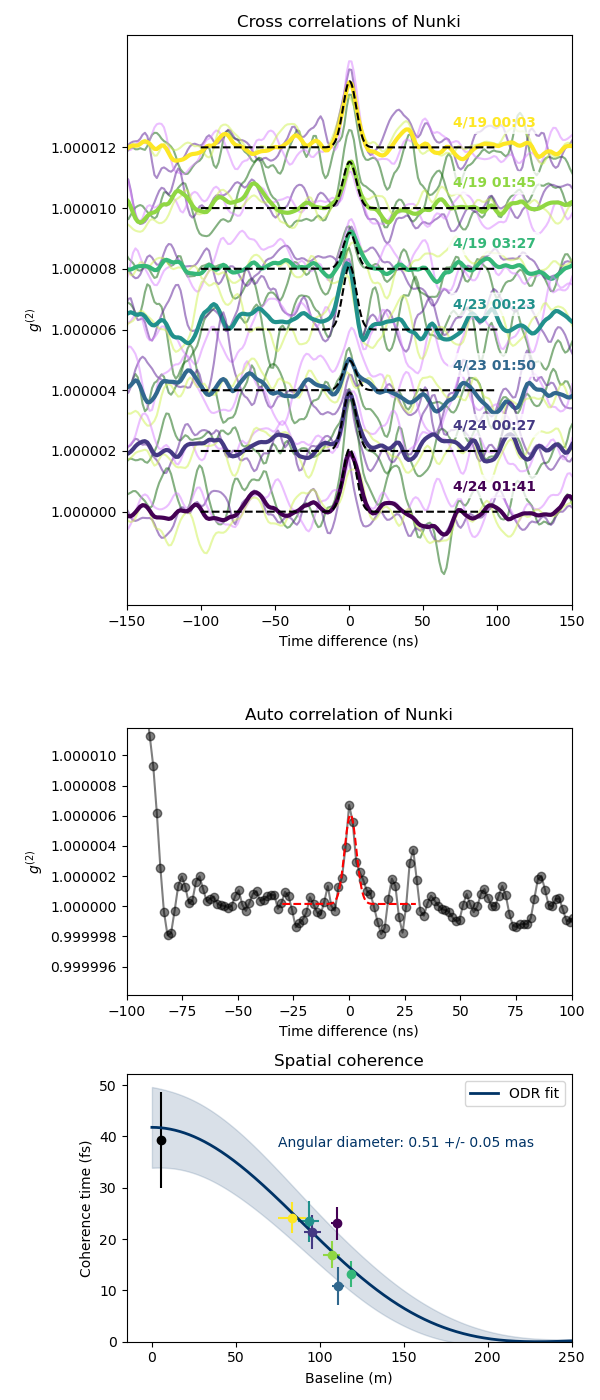 Cross correlations of Nunki
g(2)
1.000012
1.000010
1.000008
1.000006
1.000004
1.000002
1.000000
4/19 00:03
4/19 01:45
4/19 03:27
4/23 00:23
4/23 01:50
4/24 00:27
4/24 01:41
−150 −100 −50 0 50 100 150
Time difference (ns)
Auto correlation of Nunki
g(2)
1.000010
1.000008
1.000006
1.000004
1.000002
1.000000
0.999998
0.999996
−100 −75 −50 −25 0 25 50 75 100
Time difference (ns)
Spatial coherence
Coherence time (fs)
50
40
30
20
10
0
ODR fit
Angular diameter: 0.51 +/- 0.05 mas
0 50 100 150 200 250
Baseline (m)